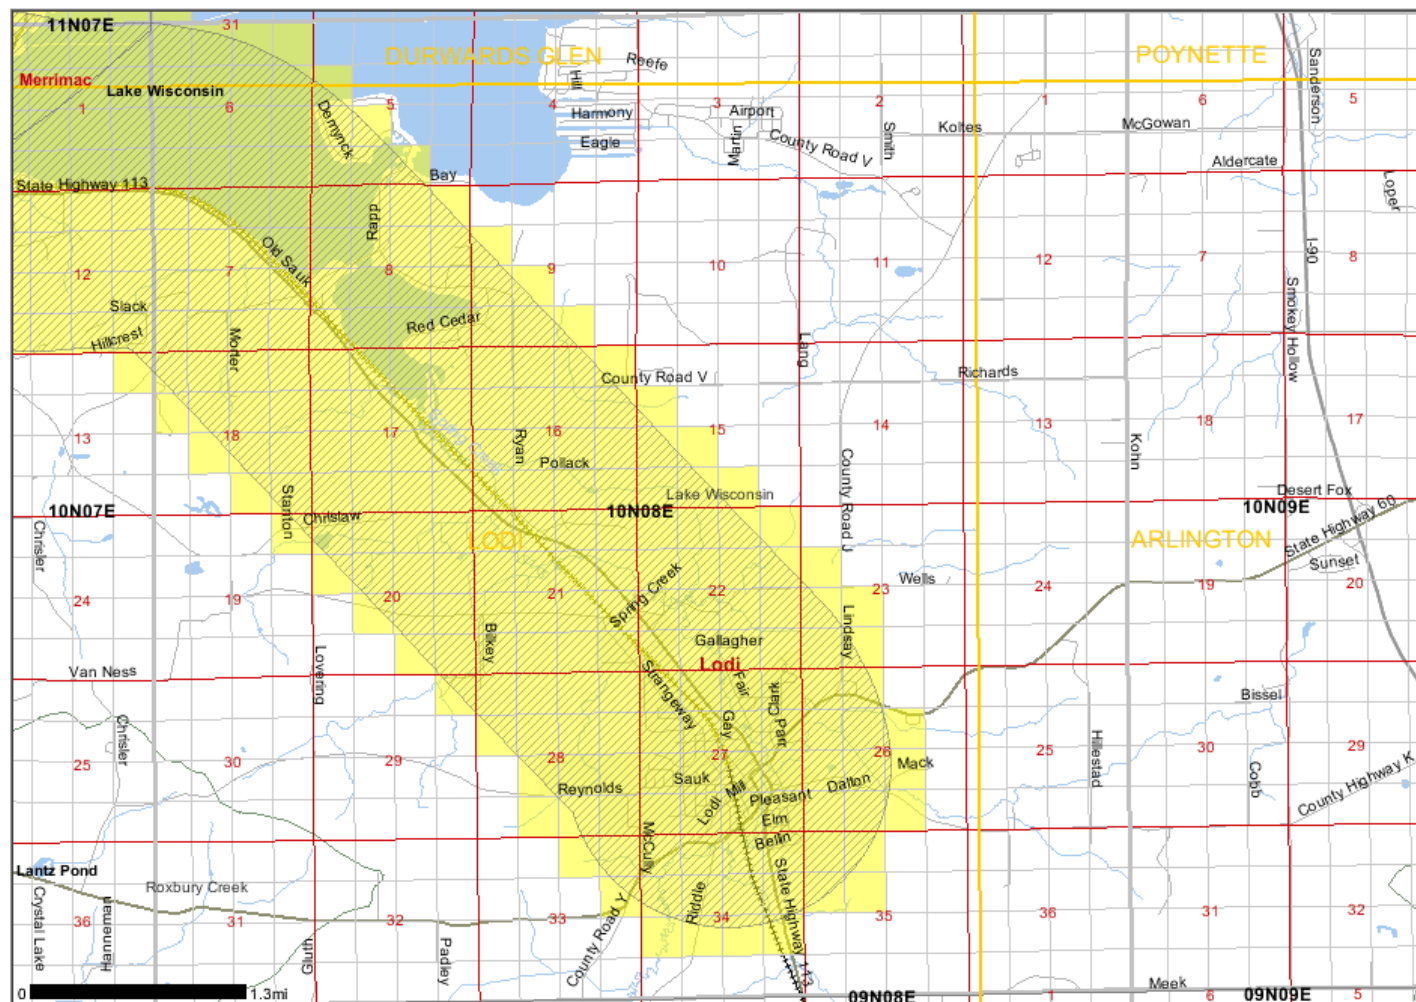 11N07E
31
DURWARDS GLEN
POYNETTE
Reefe
Hill
Sanderson
Merrimac
Lake Wisconsin
1
6
5
4
3
2
1
6
5
Derrynck
Harmony
Airport
Eagle
Martin
County Road V
Smith
Koltes
McGowan
Aldercate
State Highway 113
Bay
Loper
Rapp
Old Sauk
I-90
12
7
8
9
10
11
12
7
8
Slack
Red Cedar
Smokey Hollow
Hillcrest
Morter
Lang
County Road V
Richards
13
18
17
16
15
14
13
18
17
Spring Creek
Ryan
Pollack
Kohn
County Road J
Lake Wisconsin
Desert Fox
10N07E
Stanton
Chrislaw
10N08E
10N09E
State Highway 60
Chrisler
LODI
ARLINGTON
Sunset
24
19
20
21
22
23
24
19
20
Wells
Spring Creek
Bilkey
Gallagher
Lindsay
Van Ness
Lovering
Lodi
Strangeway
Fair
Clark
Bissel
Chrisler
Gay
Parr
25
30
29
28
27
26
25
30
29
Hillestad
Mack
Cobb
County Highway K
Reynolds
Sauk
Lodi Mill
Pleasant
Dalton
Elm
Bellin
McCully
Lantz Pond
Roxbury Creek
Crystal Lake
Hannemann
Riddle
State Highway 113
36
31
32
33
34
35
36
31
32
County Road Y
Giuh
Padley
0
1.3mi
Meek
09N08E
6
09N09E
5